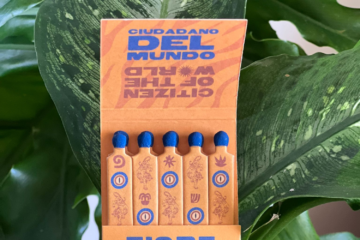 CIUDADANO
DEL
MUNDO
CITIZEN
OF THE
WORLD